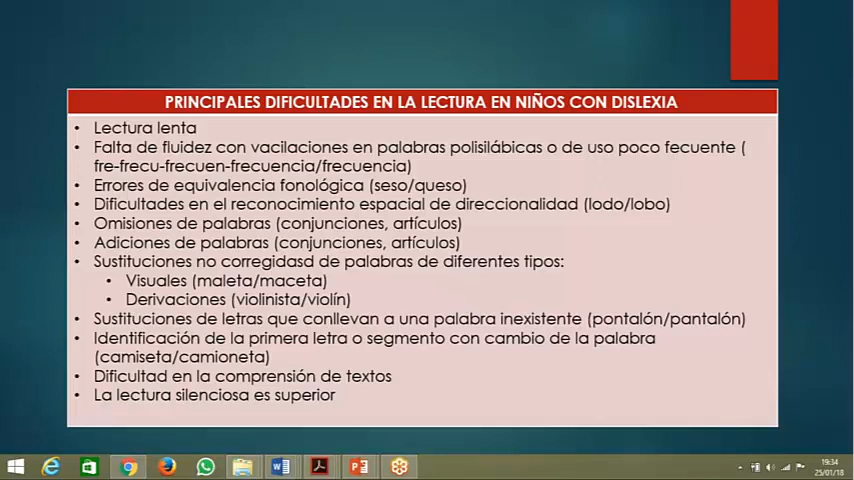 PRINCIPALES DIFICULTADES EN LA LECTURA EN NIÑOS CON DISLEXIA
• Lectura lenta
• Falta de fluidez con vacilaciones en palabras polisilábicas o de uso poco fecuente (
fre-frecu-frecuen-frecuencia/frecuencia)
• Errores de equivalencia fonológica (seso/queso)
• Dificultades en el reconocimiento espacial de direccionalidad (lodo/lobo)
• Omisiones de palabras (conjunciones, artículos)
• Adiciones de palabras (conjunciones, artículos)
• Sustituciones no corregidasd de palabras de diferentes tipos:
• Visuales (maleta/maceta)
• Derivaciones (violinista/violín)
• Sustituciones de letras que conllevan a una palabra inexistente (pontalón/pantalón)
• Identificación de la primera letra o segmento con cambio de la palabra
(camiseta/camioneta)
• Dificultad en la comprensión de textos
• La lectura silenciosa es superior
19:34
25/01/18